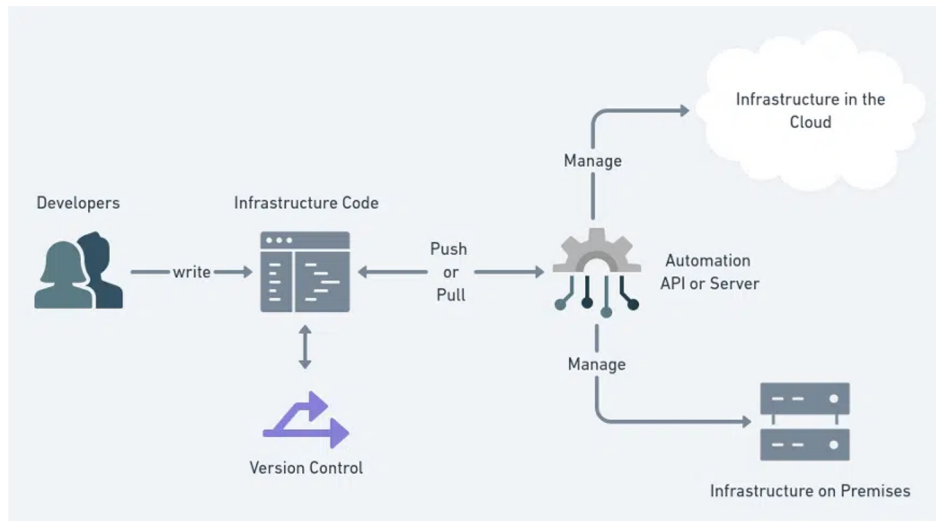 Infrastructure in the
Cloud
Manage
Developers
Infrastructure Code
write
Push
or
Pull
Automation
API or Server
Manage
Version Control
Infrastructure on Premises